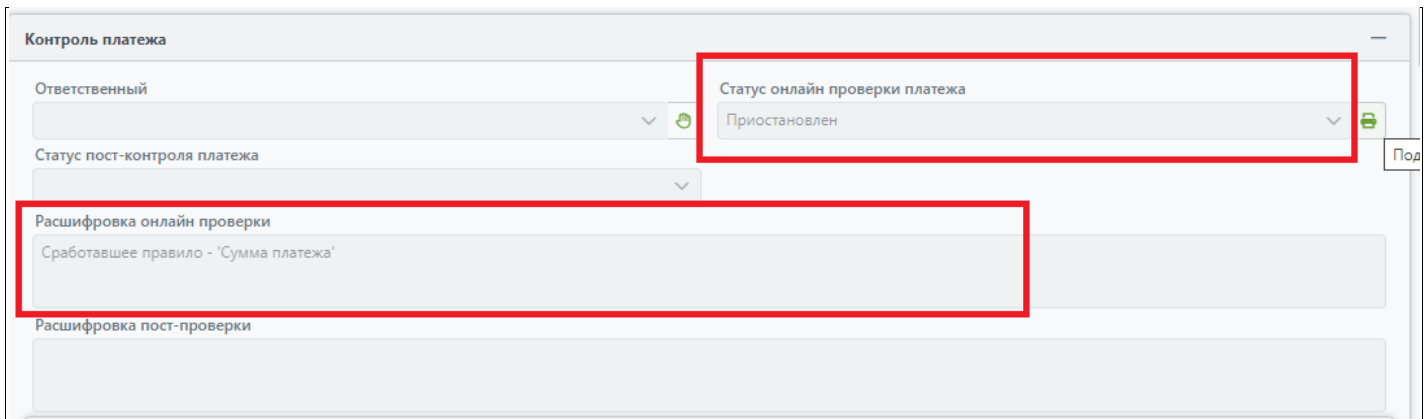 Контроль платежа
Ответственный
Статус онлайн проверки платежа
Приостановлен
Статус пост-контроля платежа
Под
Расшифровка онлайн проверки
Сработавшее правило - 'Сумма платежа'
Расшифровка пост-проверки